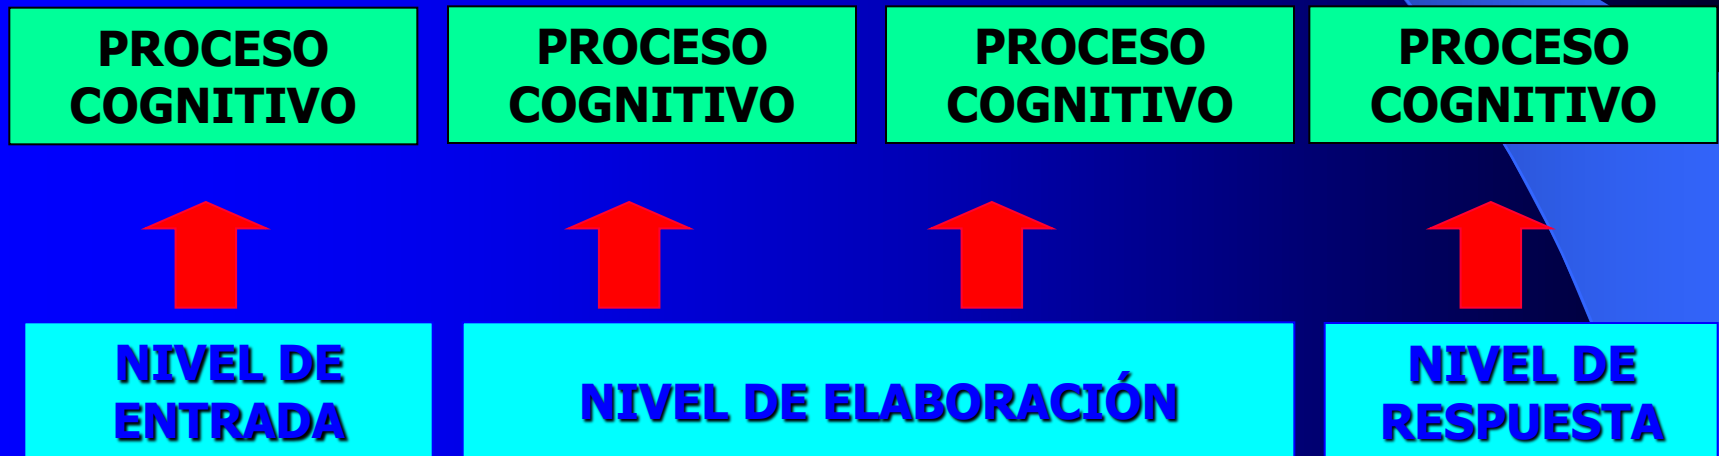 PROCESO
COGNITIVO
PROCESO
COGNITIVO
PROCESO
COGNITIVO
PROCESO
COGNITIVO
NIVEL DE
ENTRADA
NIVEL DE ELABORACIÓN
NIVEL DE
RESPUESTA